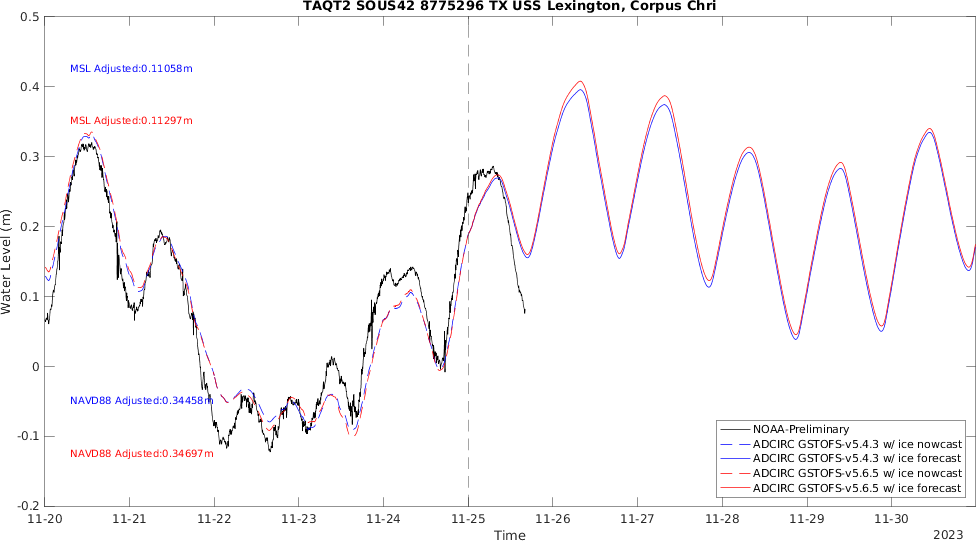 TAQT2 SOUS42 8775296 TX USS Lexington, Corpus Chri
0.5
0.4
0.3
0.2
0.1
0
-0.1
-0.2
Water Level (m)
MSL Adjusted:0.11058m
MSL Adjusted:0.11297m
NAVD88 Adjusted:0.34458m
NAVD88 Adjusted:0.34697m
NOAA-Preliminary
ADCIRC GSTOFS-v5.4.3 w/ ice nowcast
ADCIRC GSTOFS-v5.4.3 w/ ice forecast
ADCIRC GSTOFS-v5.6.5 w/ ice nowcast
ADCIRC GSTOFS-v5.6.5 w/ ice forecast
11-20 11-21 11-22 11-23 11-24 11-25 11-26 11-27 11-28 11-29 11-30
Time
2023